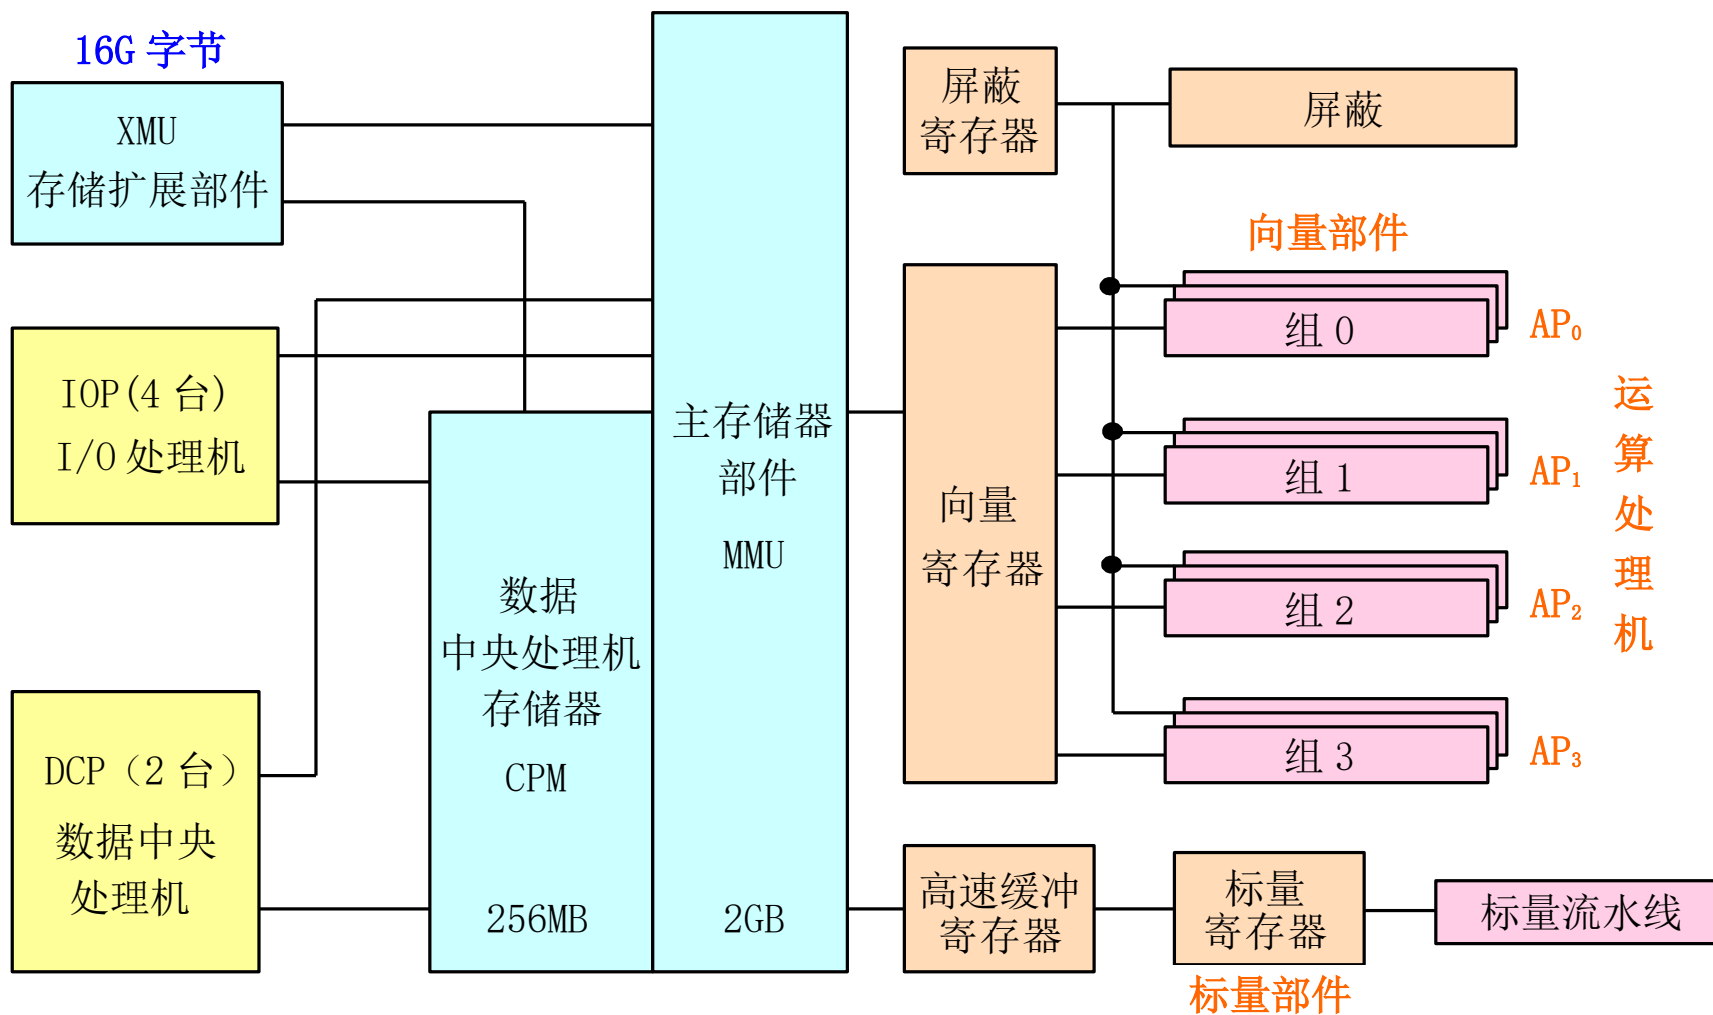 16G 字节
XMU
存储扩展部件
IOP(4 台)
I/O 处理机
DCP（2 台）
数据中央
处理机
数据
中央处理机
存储器
CPM
256MB
主存储器
部件
MMU
2GB
屏蔽
寄存器
屏蔽
向量部件
向量
寄存器
组 0
AP₀
组 1
AP₁
组 2
AP₂
组 3
AP₃
运
算
处
理
机
高速缓冲
寄存器
标量
寄存器
标量流水线
标量部件